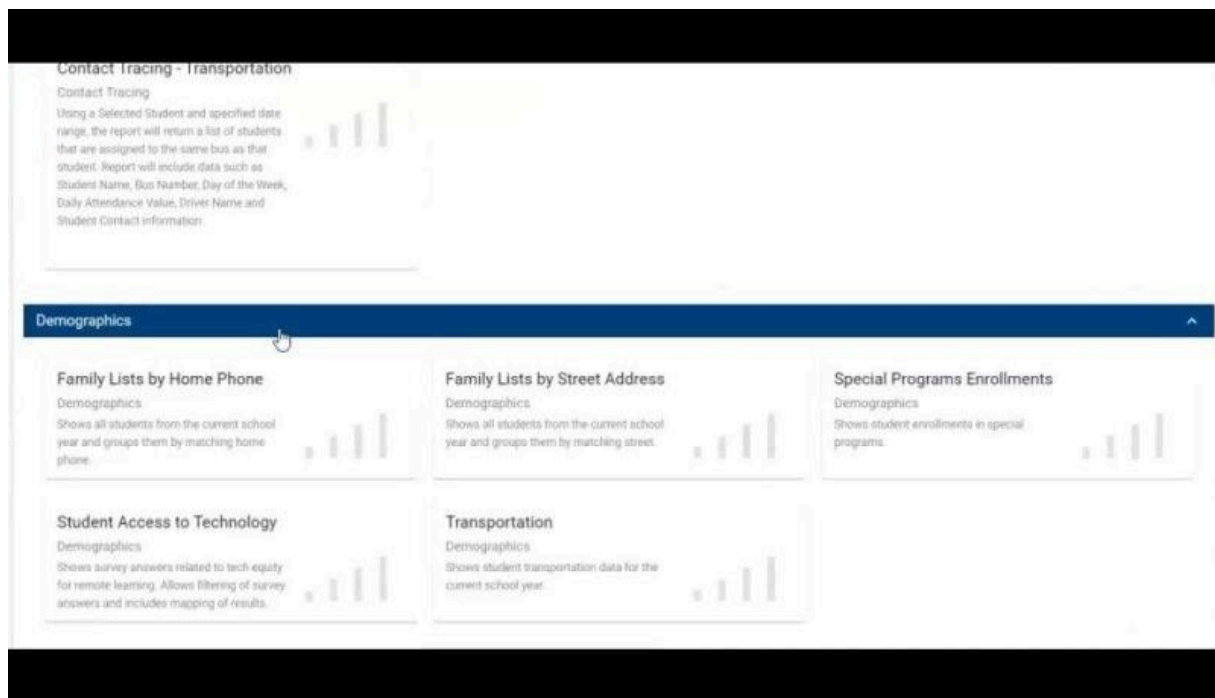 Contact Tracing - Transportation
Contact Tracing
Using a Selected Student and specified date
range, the report will return a list of students
that are assigned to the same bus as that
student. Report will include data such as
Student Name, Bus Number, Day of the Week,
Daily Attendance Value, Driver Name and
Student Contact information.
Demographics
Family Lists by Home Phone
Demographics
Shows all students from the current school
year and groups them by matching home
phone.
Family Lists by Street Address
Demographics
Shows all students from the current school
year and groups them by matching street.
Special Programs Enrollments
Demographics
Shows student enrollments in special
programs.
Student Access to Technology
Demographics
Shows survey answers related to tech equity
for remote learning. Allows filtering of survey
answers and includes mapping of results.
Transportation
Demographics
Shows student transportation data for the
current school year.